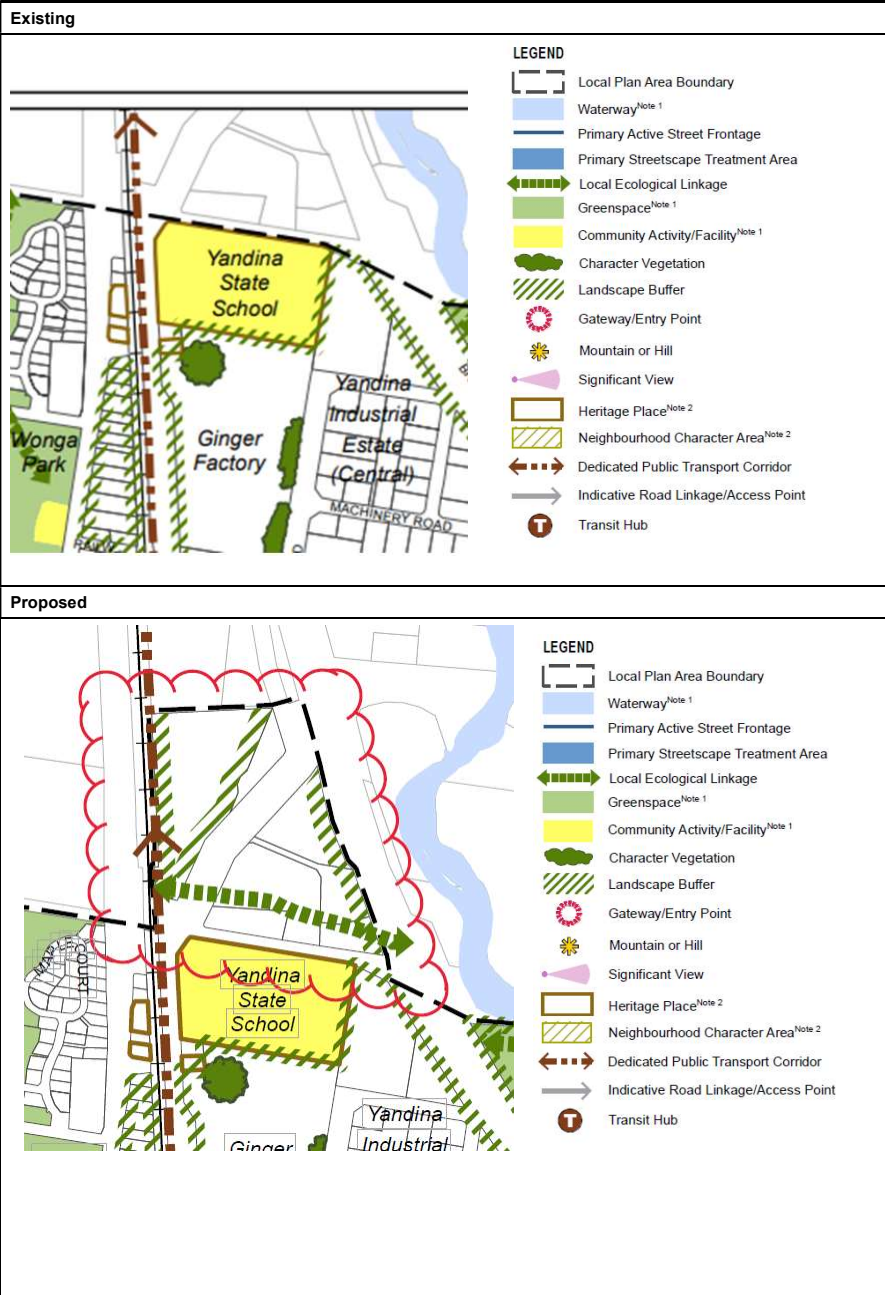 Existing
LEGEND
Local Plan Area Boundary
Waterway Note 1
Primary Active Street Frontage
Primary Streetscape Treatment Area
Local Ecological Linkage
Greenspace Note 1
Community Activity/Facility Note 1
Character Vegetation
Landscape Buffer
Gateway/Entry Point
Mountain or Hill
Significant View
Heritage Place Note 2
Neighbourhood Character Area Note 2
Dedicated Public Transport Corridor
Indicative Road Linkage/Access Point
T
Transit Hub
Yandina
State
School
Yandina
Industrial
Estate
(Central)
Wonga
Park
Ginger
Factory
MACHINERY ROAD
Proposed
LEGEND
Local Plan Area Boundary
Waterway Note 1
Primary Active Street Frontage
Primary Streetscape Treatment Area
Local Ecological Linkage
Greenspace Note 1
Community Activity/Facility Note 1
Character Vegetation
Landscape Buffer
Gateway/Entry Point
Mountain or Hill
Significant View
Heritage Place Note 2
Neighbourhood Character Area Note 2
Dedicated Public Transport Corridor
Indicative Road Linkage/Access Point
T
Transit Hub
COURT
Yandina
State
School
Yandina
Industrial
Ginger